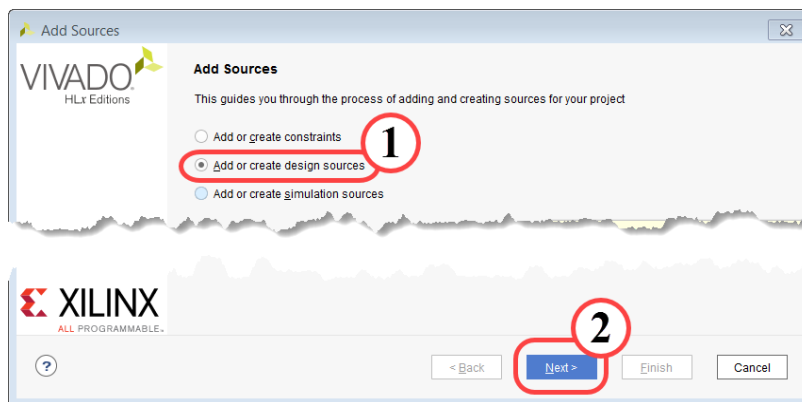 Add Sources
VIVADO.
HLx Editions
Add Sources
This guides you through the process of adding and creating sources for your project
Add or create constraints
1
Add or create design sources
Add or create simulation sources
XILINX
ALL PROGRAMMABLE.
2
?
< Back
Next >
Finish
Cancel